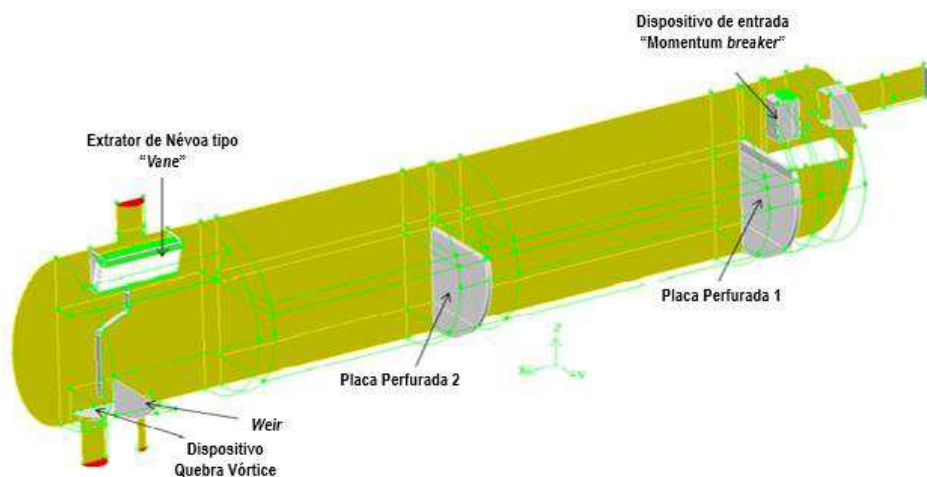 Dispositivo de entrada
“Momentum breaker”
Extrator de Névoa tipo
“Vane”
Placa Perfurada 1
Placa Perfurada 2
Z
X
Y
Weir
Dispositivo
Quebra Vórtice